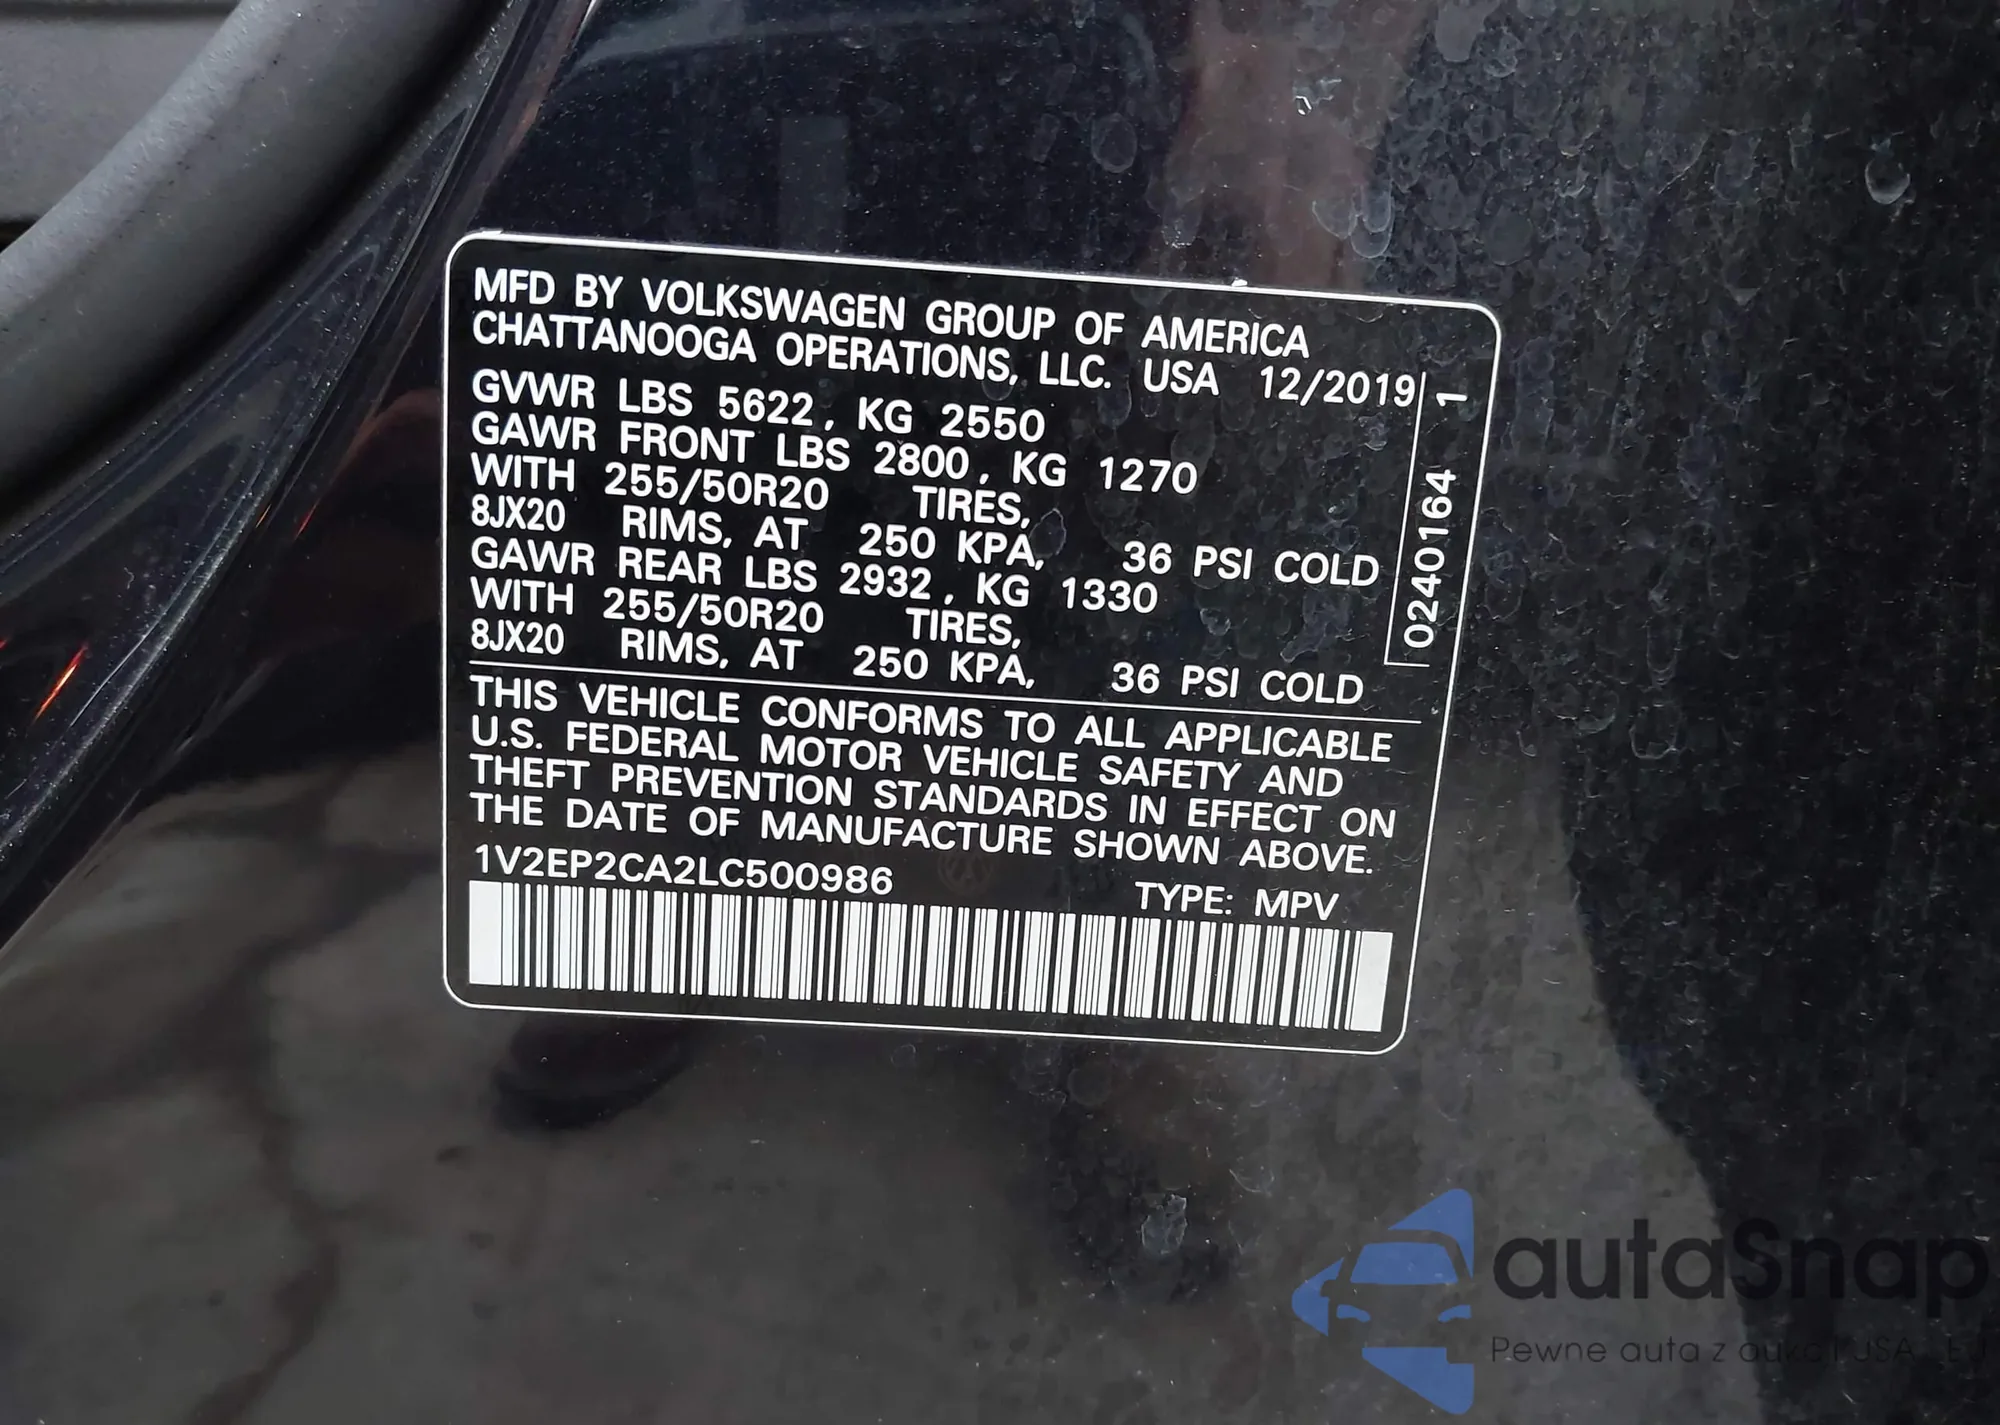 MFD BY VOLKSWAGEN GROUP OF AMERICA
CHATTANOOGA OPERATIONS, LLC. USA 12/2019
GVWR LBS 5622, KG 2550
GAWR FRONT LBS 2800, KG 1270
WITH 255/50R20 TIRES,
8JX20 RIMS, AT 250 KPA, 36 PSI COLD
GAWR REAR LBS 2932, KG 1330
WITH 255/50R20 TIRES,
8JX20 RIMS, AT 250 KPA, 36 PSI COLD
0240164 1
THIS VEHICLE CONFORMS TO ALL APPLICABLE
U.S. FEDERAL MOTOR VEHICLE SAFETY AND
THEFT PREVENTION STANDARDS IN EFFECT ON
THE DATE OF MANUFACTURE SHOWN ABOVE.
1V2EP2CA2LC500986 TYPE: MPV
autaSnap
Pewne auta z USA EU